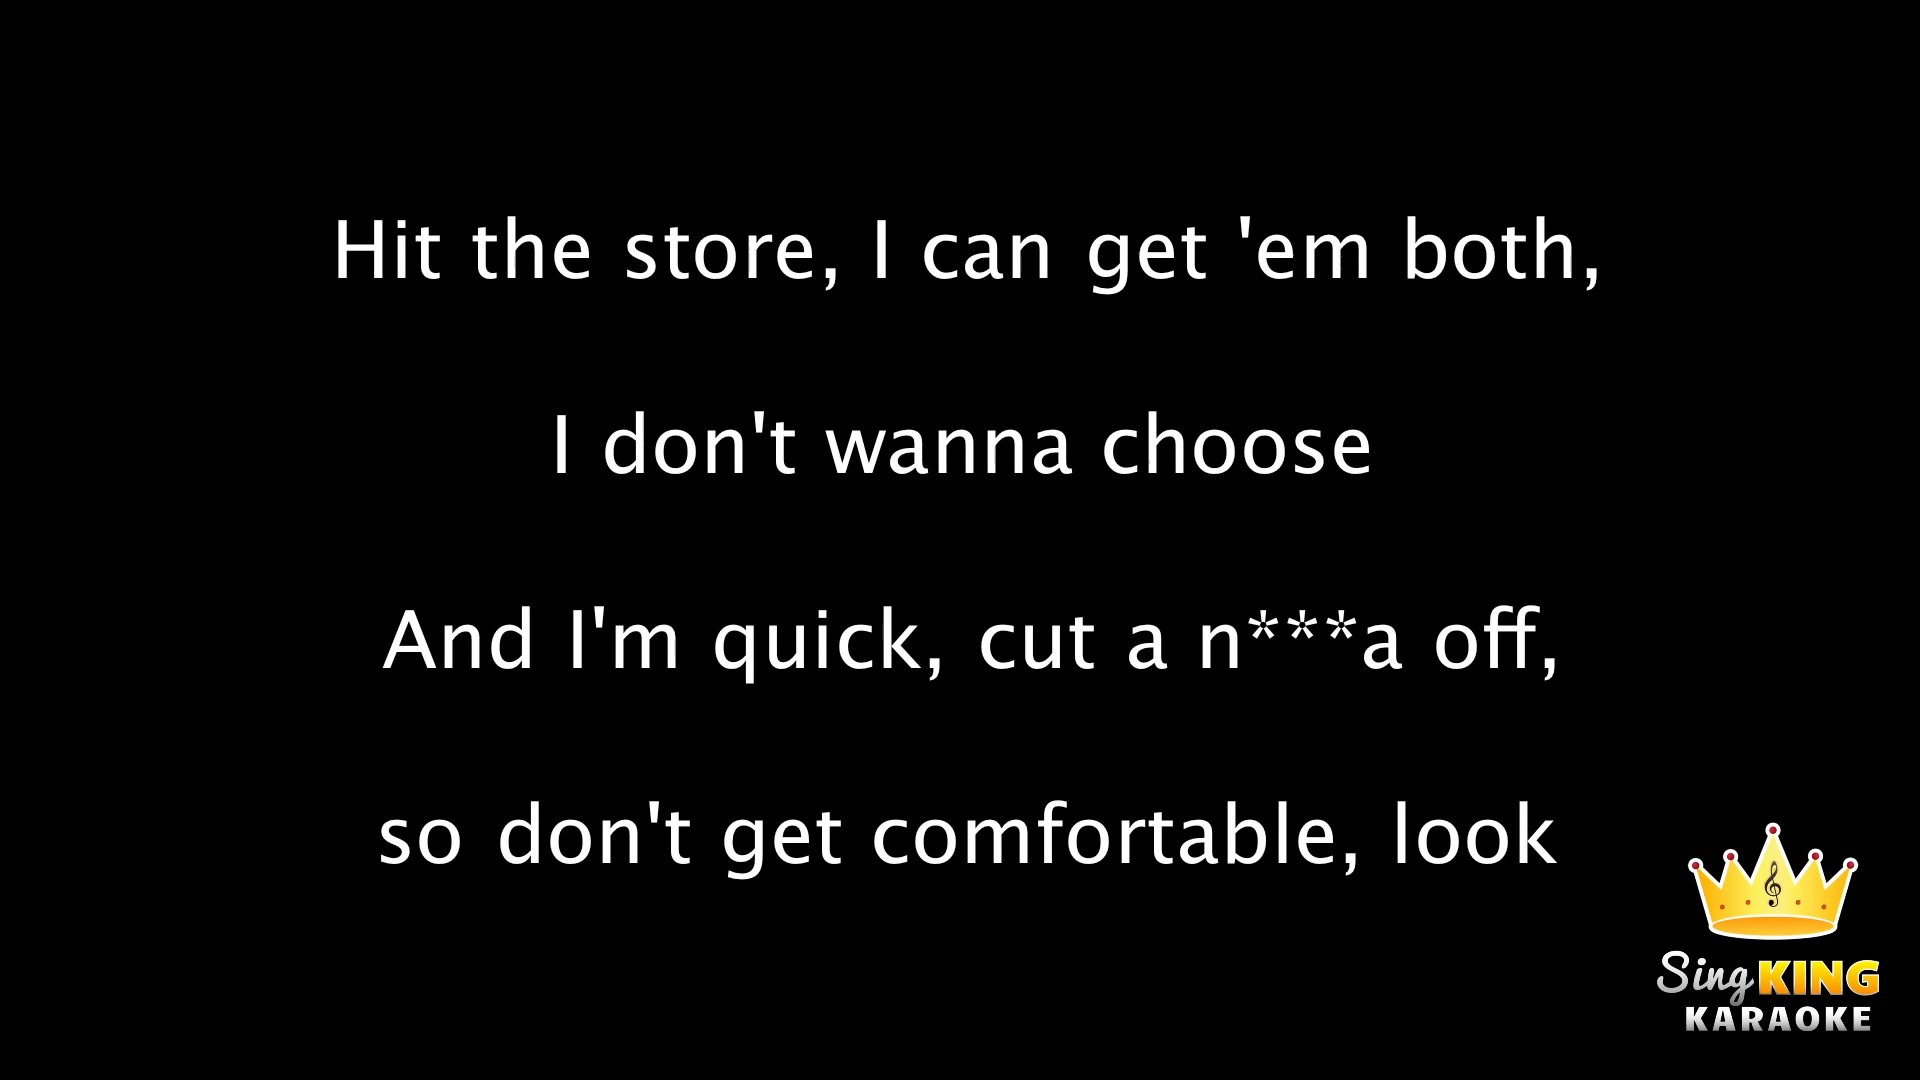 Hit the store, I can get 'em both,
I don't wanna choose
And I'm quick, cut a n***a off,
so don't get comfortable, look
Sing KING
KARAOKE